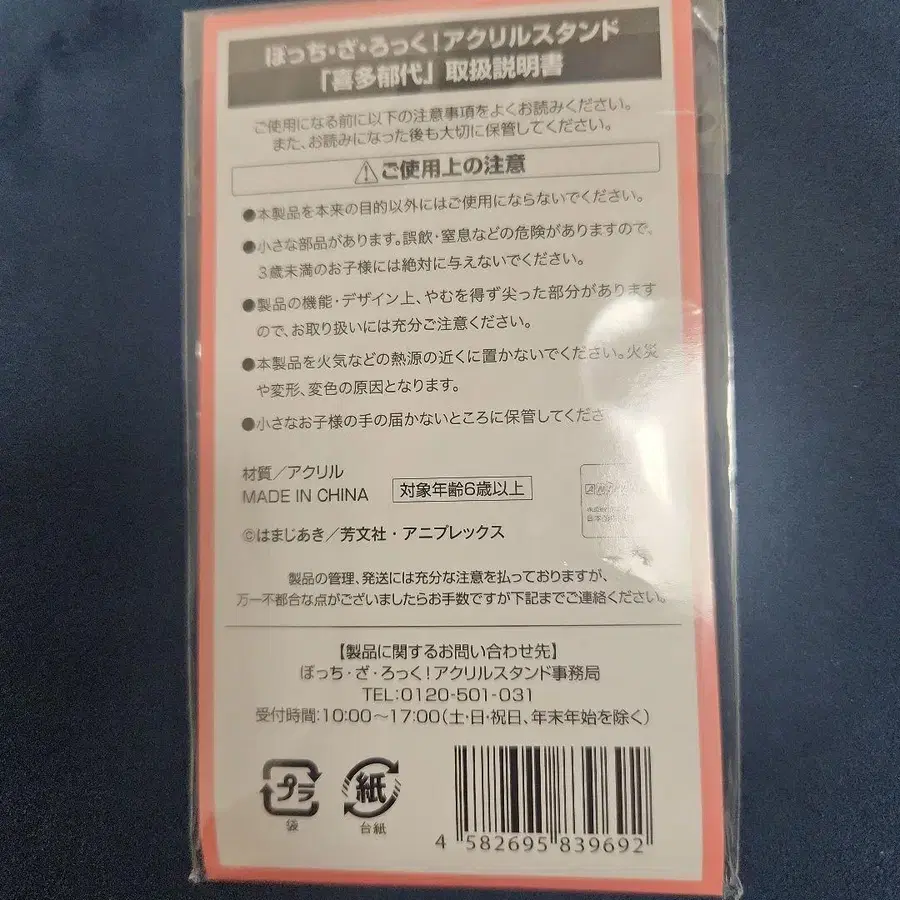 ぼっち・ざ・ろっく!アクリルスタンド
「喜多郁代」取扱説明書
ご使用になる前に以下の注意事項をよくお読みください。
また、お読みになった後も大切に保管してください。
ご使用上の注意
●本製品を本来の目的以外にはご使用にならないでください。
●小さな部品があります。誤飲・窒息などの危険がありますので、
3歳未満のお子様には絶対に与えないでください。
●製品の機能・デザイン上、やむを得ず尖った部分があります
ので、お取り扱いには充分ご注意ください。
●本製品を火気などの熱源の近くに置かないでください。火災
や変形、変色の原因となります。
●小さなお子様の手の届かないところに保管してくださ
材質/アクリル
MADE IN CHINA
対象年齢6歳以上
©はまじあき/芳文社・アニプレックス
製品の管理、発送には充分な注意を払っておりますが、
万一不都合な点がございましたらお手数ですが下記までご連絡ください。
【製品に関するお問い合わせ先】
ぼっち・ざ・ろっく!アクリルスタンド事務局
TEL:0120-501-031
受付時間:10:00〜17:00(土・日・祝日、年末年始を除く)
プラ
袋
紙
台紙
4 582695 839692